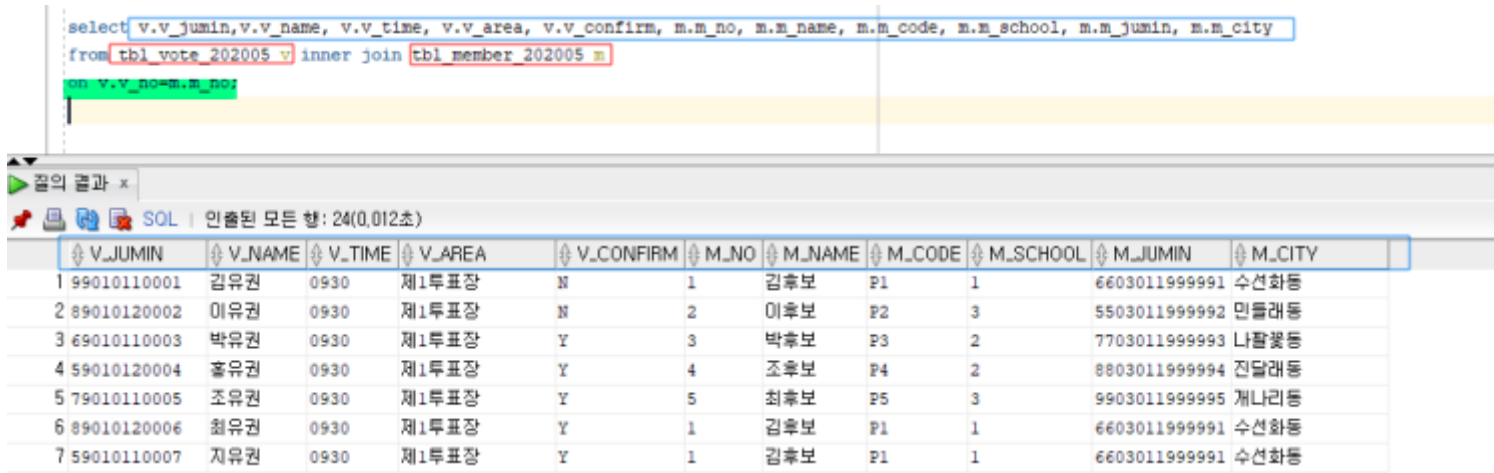 select v.v_jumin,v.v_name, v.v_time, v.v_area, v.v_confirm, m.m_no, m.m_name, m.m_code, m.m_school, m.m_jumin, m.m_city
from tbl_vote_202005 v inner join tbl_member_202005 m
on v.v_no=m.m_no;
질의 결과 ×
SQL | 인출된 모든 행: 24(0,012초)
V_JUMIN V_NAME V_TIME V_AREA V_CONFIRM M_NO M_NAME M_CODE M_SCHOOL M_JUMIN M_CITY
1 99010110001 김유권 0930 제1투표장 N 1 김후보 P1 1 6603011999991 수선화동
2 89010120002 이유권 0930 제1투표장 N 2 이후보 P2 3 5503011999992 민들래동
3 69010110003 박유권 0930 제1투표장 Y 3 박후보 P3 2 7703011999993 나팔꽃동
4 59010120004 홍유권 0930 제1투표장 Y 4 조후보 P4 2 8803011999994 진달래동
5 79010110005 조유권 0930 제1투표장 Y 5 최후보 P5 3 9903011999995 개나리동
6 89010120006 최유권 0930 제1투표장 Y 1 김후보 P1 1 6603011999991 수선화동
7 59010110007 지유권 0930 제1투표장 Y 1 김후보 P1 1 6603011999991 수선화동